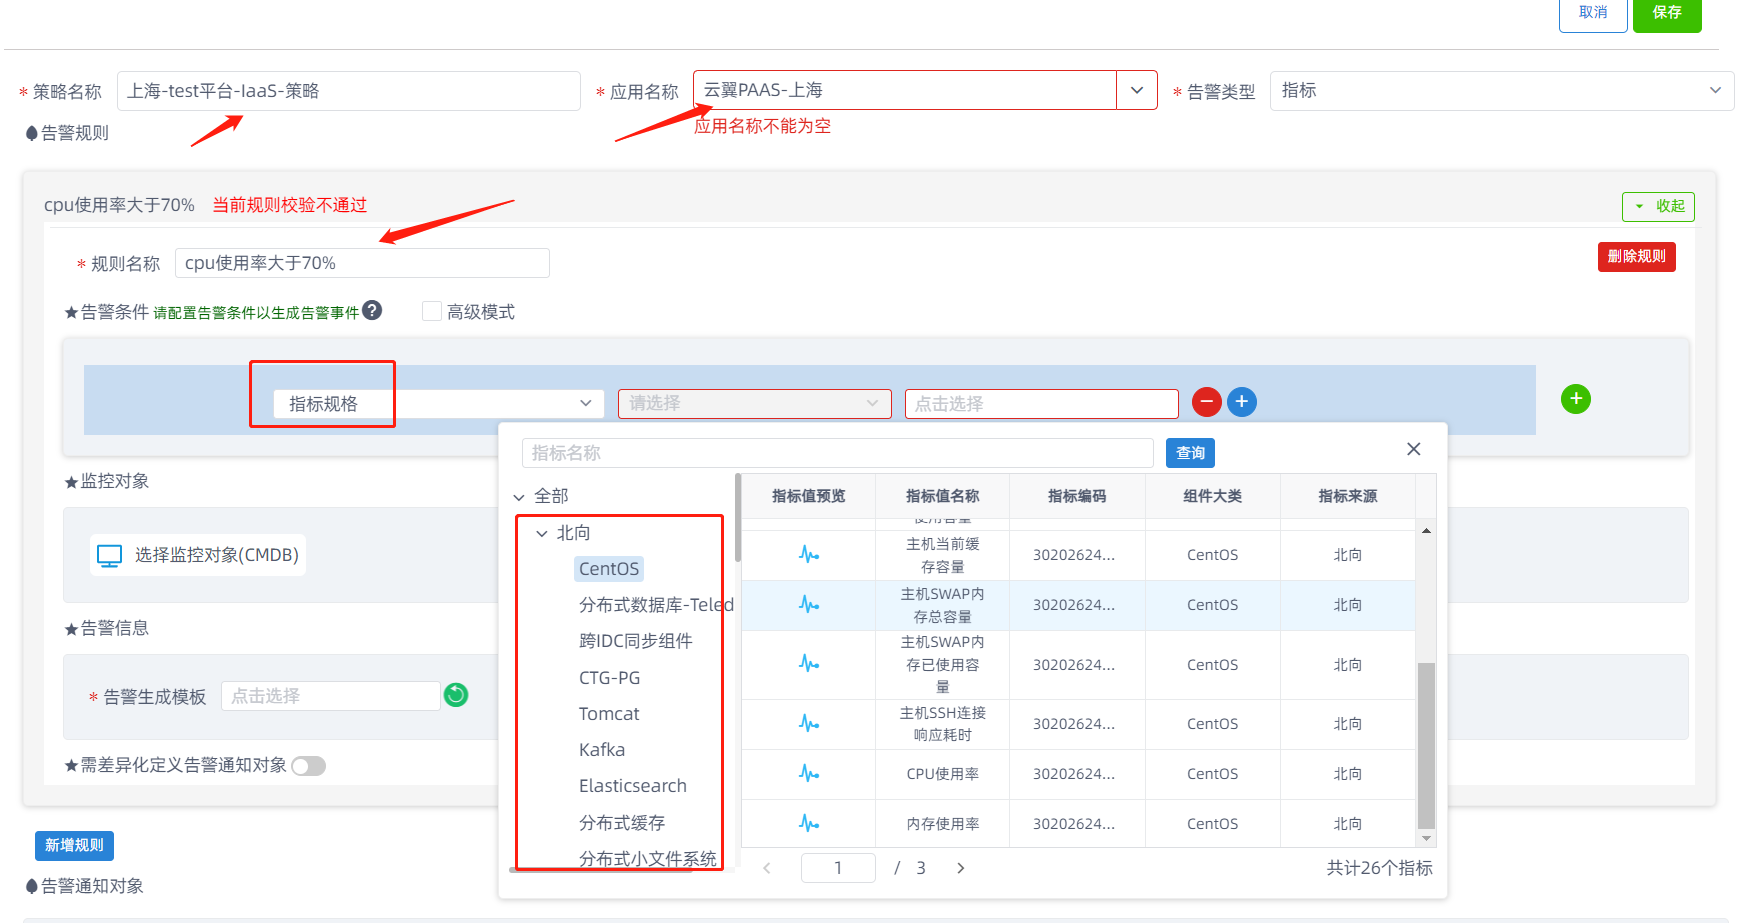 取消 保存
* 策略名称 上海-test平台-IaaS-策略 * 应用名称 云翼PAAS-上海 * 告警类型 指标
应用名称不能为空
告警规则
cpu使用率大于70% 当前规则校验不通过 收起
* 规则名称 cpu使用率大于70% 删除规则
★告警条件 请配置告警条件以生成告警事件 ? 高级模式
指标规格 请选择 点击选择
指标名称 查询
★监控对象
选择监控对象(CMDB)
★告警信息
* 告警生成模板 点击选择
★需差异化定义告警通知对象
全部
北向
CentOS
分布式数据库-Teled
跨IDC同步组件
CTG-PG
Tomcat
Kafka
Elasticsearch
分布式缓存
分布式小文件系统
指标值预览 指标值名称 指标编码 组件大类 指标来源
使用容量
主机当前缓
存容量 30202624... CentOS 北向
主机SWAP内
存总容量 30202624... CentOS 北向
主机SWAP内
存已使用容
量 30202624... CentOS 北向
主机SSH连接
响应耗时 30202624... CentOS 北向
CPU使用率 30202624... CentOS 北向
内存使用率 30202624... CentOS 北向
1 / 3 共计26个指标
新增规则
告警通知对象